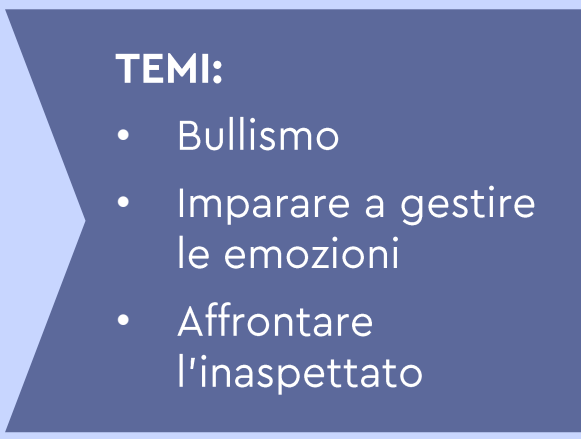 TEMI:
• Bullismo
• Imparare a gestire
le emozioni
• Affrontare
l'inaspettato